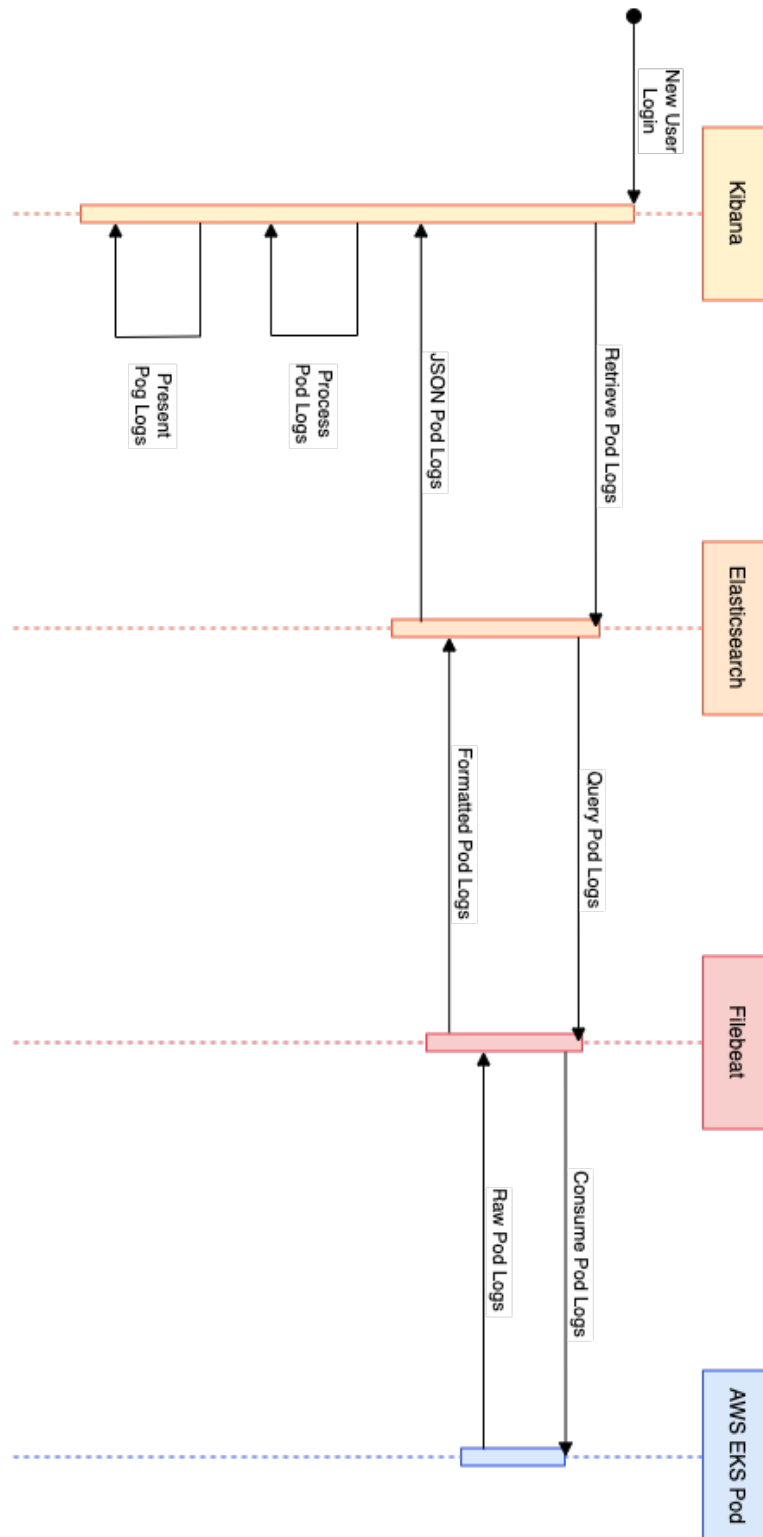 Kibana
Elasticsearch
Filebeat
AWS EKS Pod
New User
Login
Retrieve Pod Logs
Query Pod Logs
Consume Pod Logs
Raw Pod Logs
Formatted Pod Logs
JSON Pod Logs
Process
Pod Logs
Present
Pog Logs